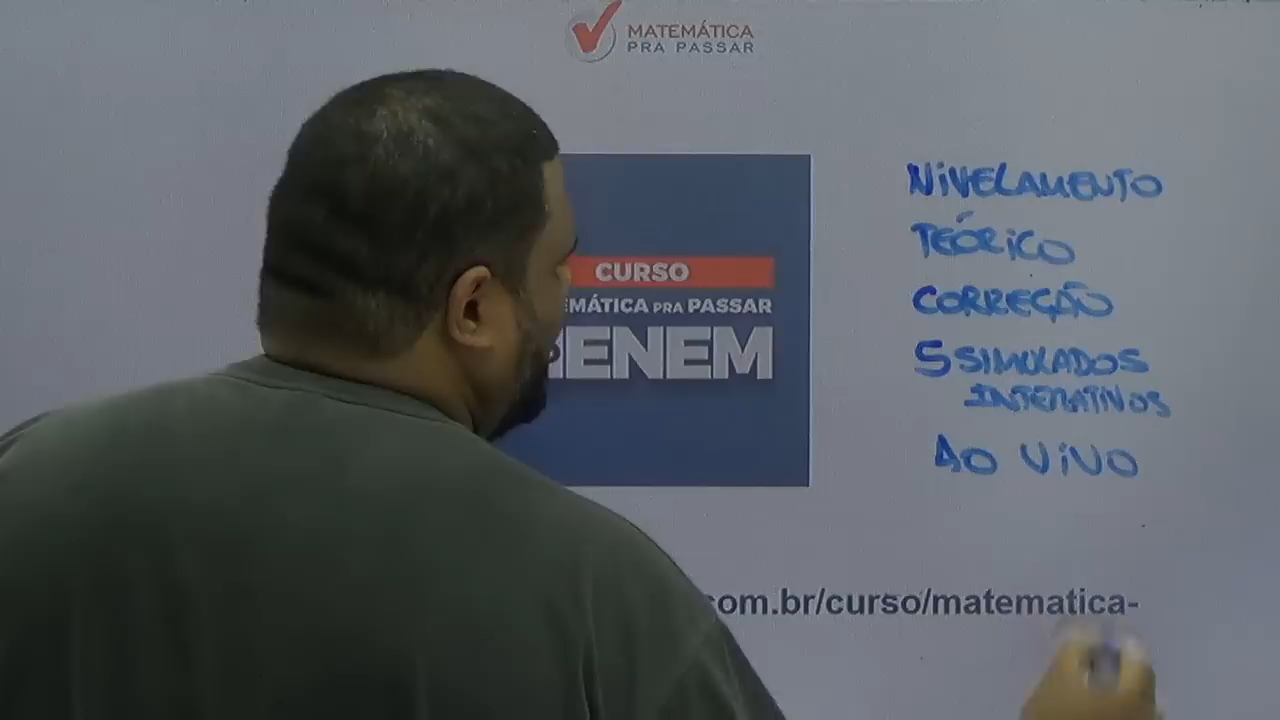 MATEMÁTICA
PRA PASSAR
CURSO
EMÁTICA PRA PASSAR
ENEM
NIVELAMENTO
TEÓRICO
CORREÇÃO
5 SIMULADOS
INTERATIVOS
AO VIVO
com.br/curso/matematica-